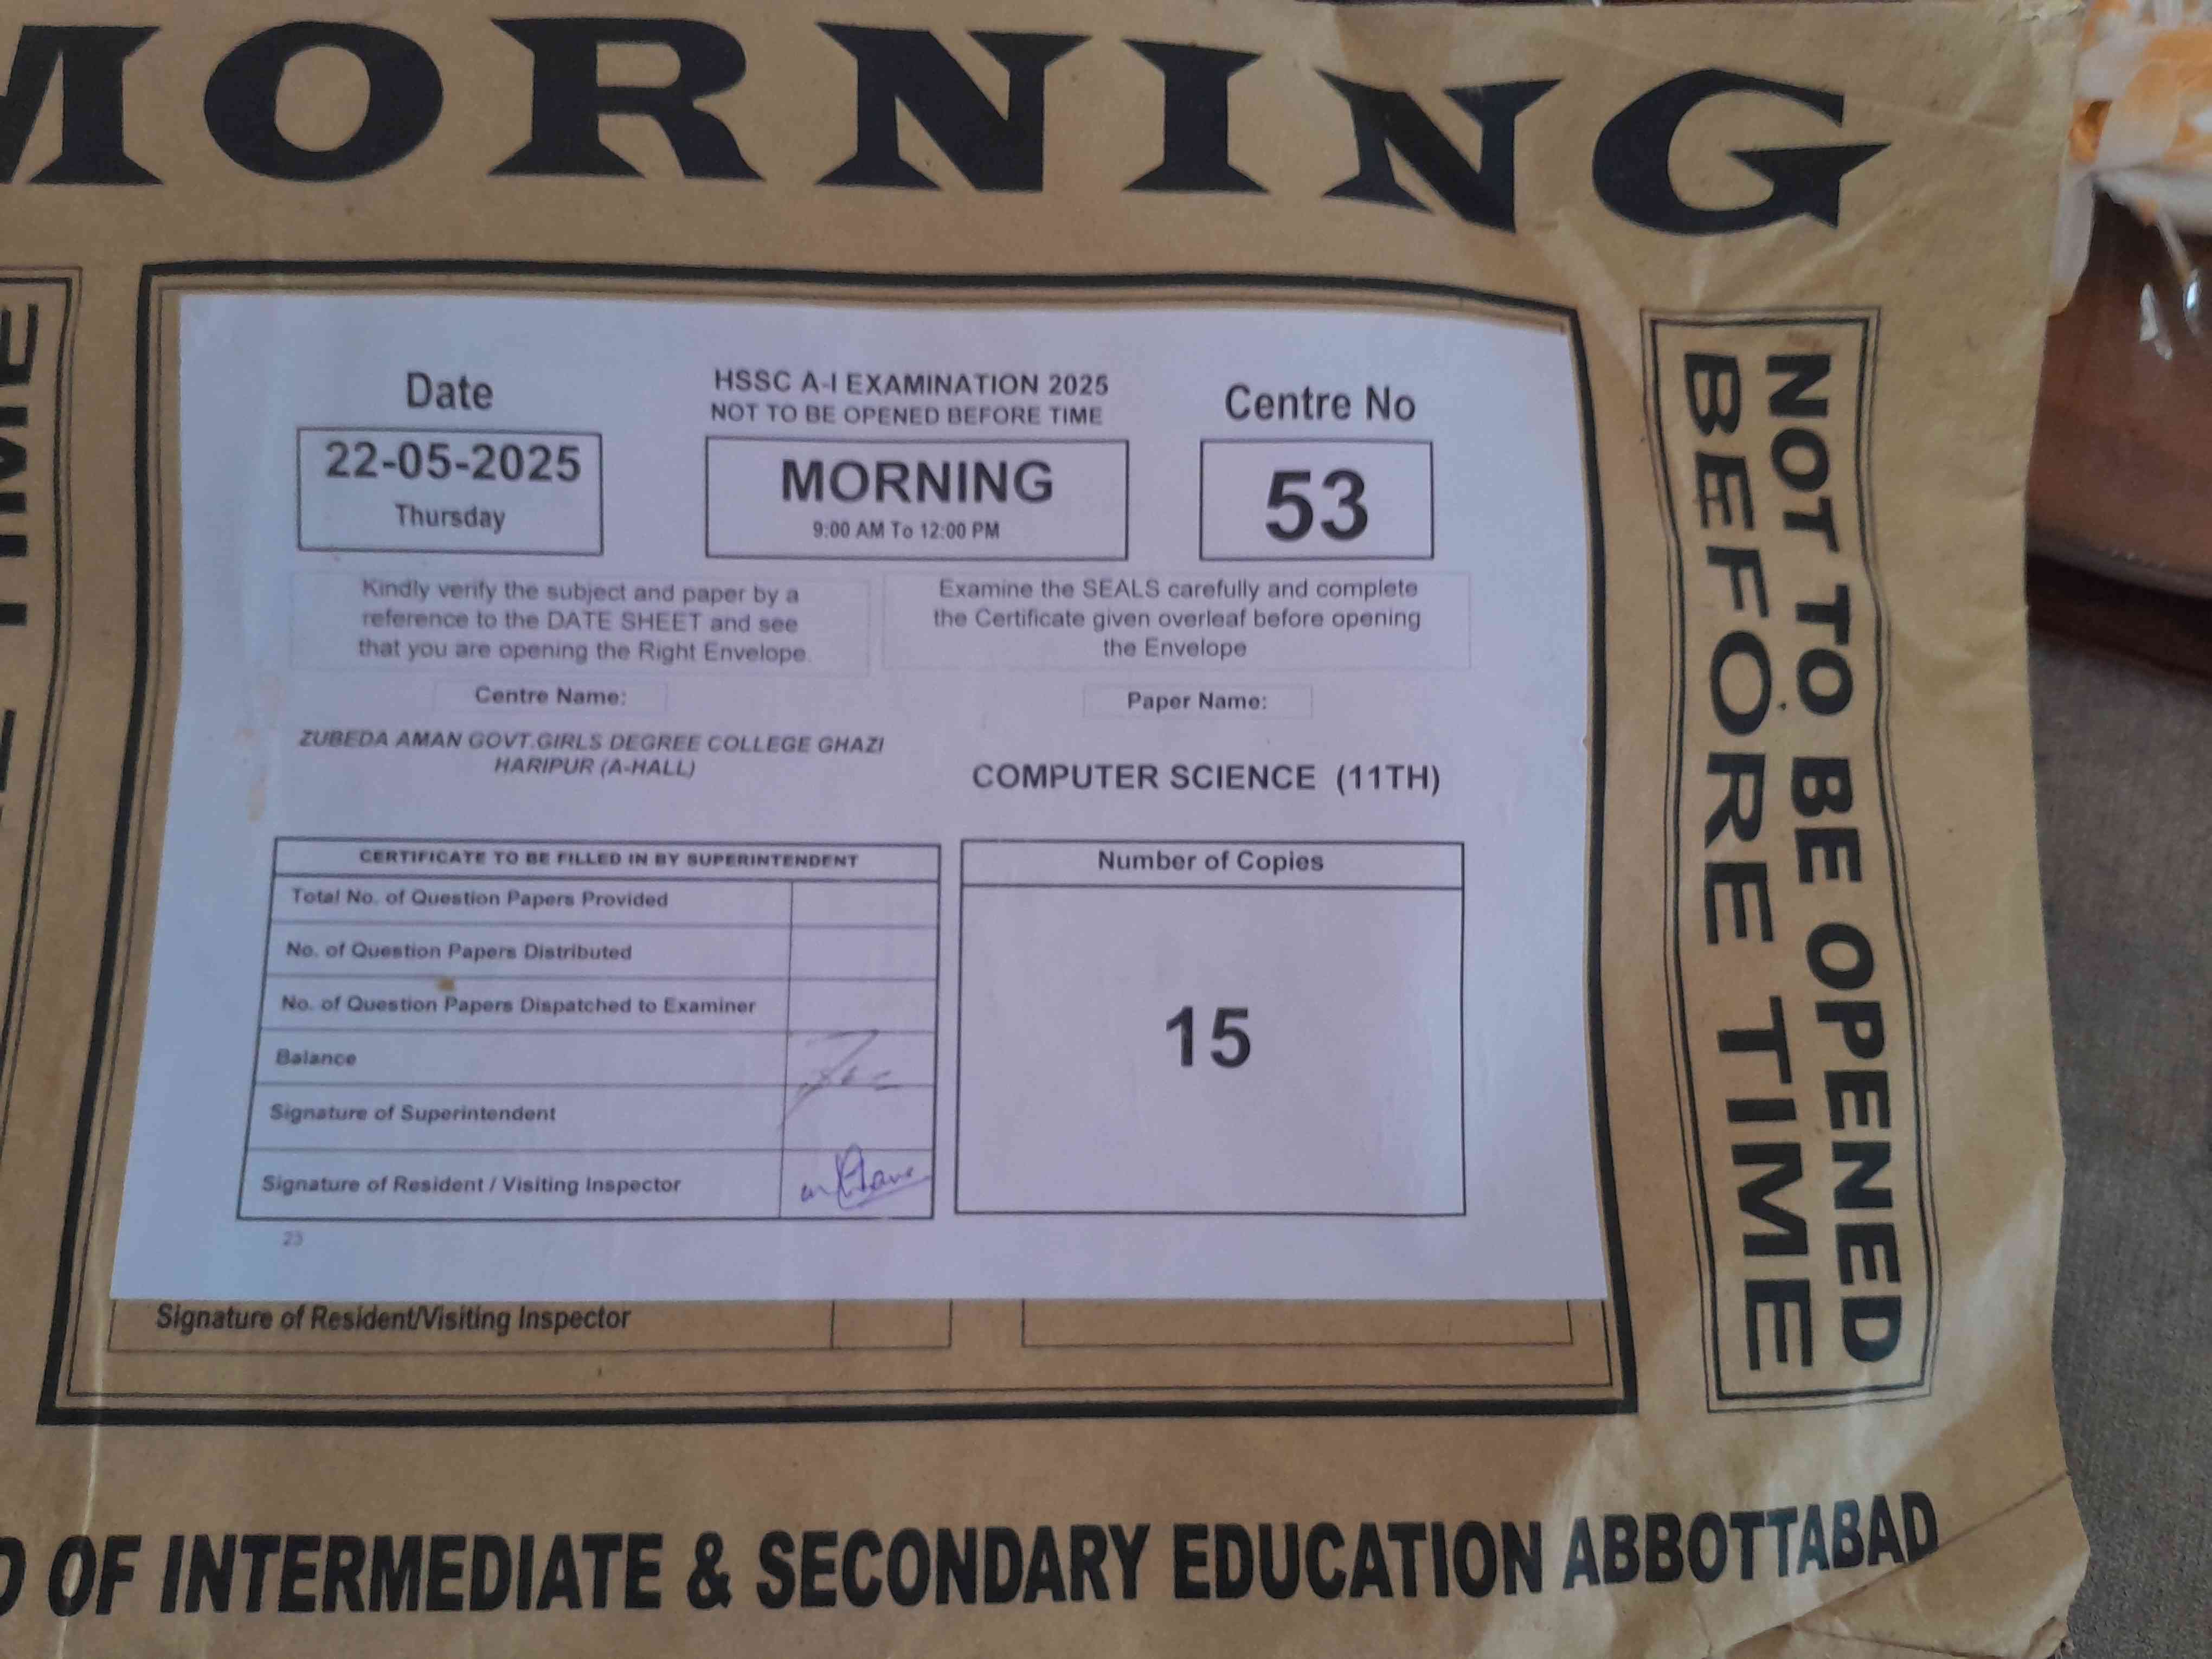 MORNING
Date
HSSC A-I EXAMINATION 2025
NOT TO BE OPENED BEFORE TIME
Centre No
22-05-2025
Thursday
MORNING
9:00 AM To 12:00 PM
53
Kindly verify the subject and paper by a
reference to the DATE SHEET and see
that you are opening the Right Envelope.
Examine the SEALS carefully and complete
the Certificate given overleaf before opening
the Envelope
Centre Name:
Paper Name:
ZUBEDA AMAN GOVT.GIRLS DEGREE COLLEGE GHAZI
HARIPUR (A-HALL)
COMPUTER SCIENCE (11TH)
CERTIFICATE TO BE FILLED IN BY SUPERINTENDENT
Total No. of Question Papers Provided
No. of Question Papers Distributed
No. of Question Papers Dispatched to Examiner
Balance
Signature of Superintendent
Signature of Resident / Visiting Inspector
Number of Copies
15
23
Signature of Resident/Visiting Inspector
NOT TO BE OPENED
BEFORE TIME
OF INTERMEDIATE & SECONDARY EDUCATION ABBOTTABAD